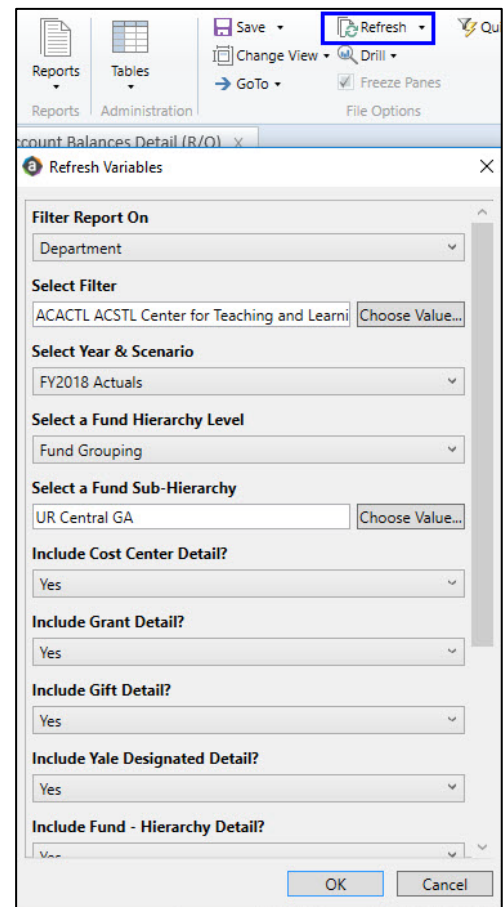 Save
Refresh
Qui
Change View
Drill
Reports
Tables
GoTo
Freeze Panes
Reports
Administration
File Options
ccount Balances Detail (R/O) x
Refresh Variables
Filter Report On
Department
Select Filter
ACACTL ACSTL Center for Teaching and Learni
Choose Value...
Select Year & Scenario
FY2018 Actuals
Select a Fund Hierarchy Level
Fund Grouping
Select a Fund Sub-Hierarchy
UR Central GA
Choose Value...
Include Cost Center Detail?
Yes
Include Grant Detail?
Yes
Include Gift Detail?
Yes
Include Yale Designated Detail?
Yes
Include Fund - Hierarchy Detail?
Yes
OK
Cancel